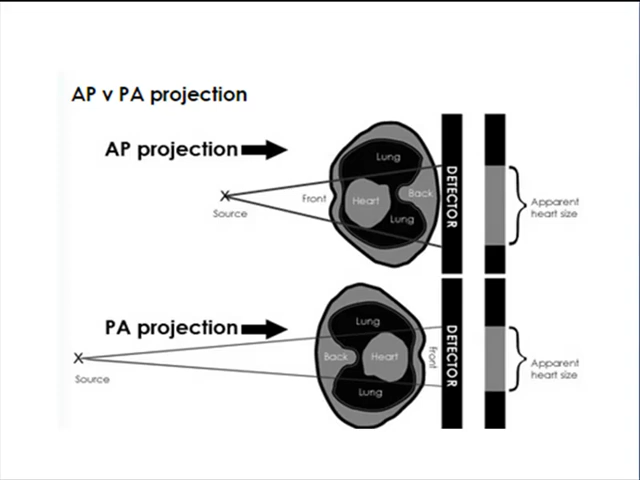 AP v PA projection
AP projection
Lung
Front
Heart
Back
Lung
X
Source
DETECTOR
Apparent
heart size
PA projection
Lung
Back
Heart
Front
Lung
X
Source
DETECTOR
Apparent
heart size